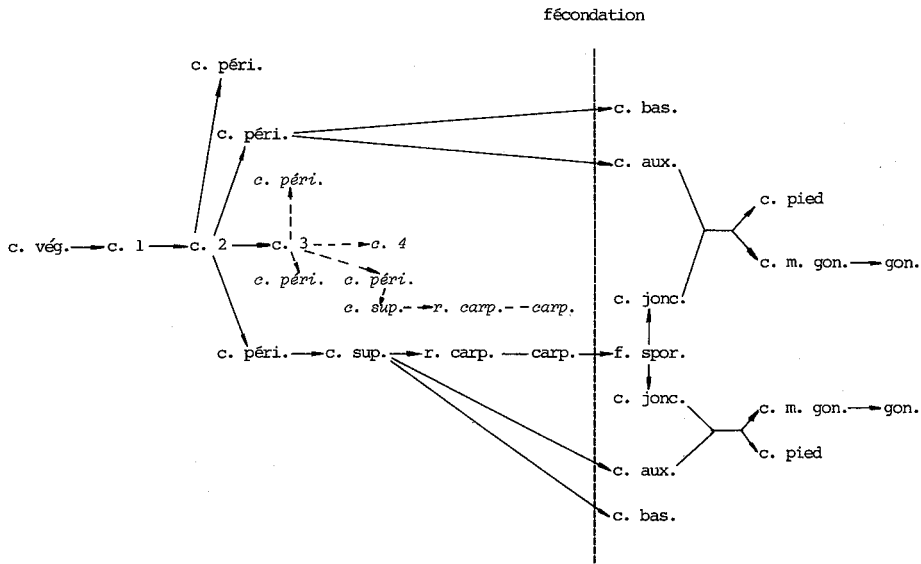 fécondation
c. péri.
c. bas.
c. péri.
c. aux.
c. péri.
c. pied
c. vég. c. 1 c. 2 c. 3 c. 4
c. m. gon. gon.
c. péri. c. péri.
c. jonc.
c. sup. r. carp. carp.
c. péri. c. sup. r. carp. carp. f. spor.
c. jonc.
c. m. gon. gon.
c. pied
c. aux.
c. bas.